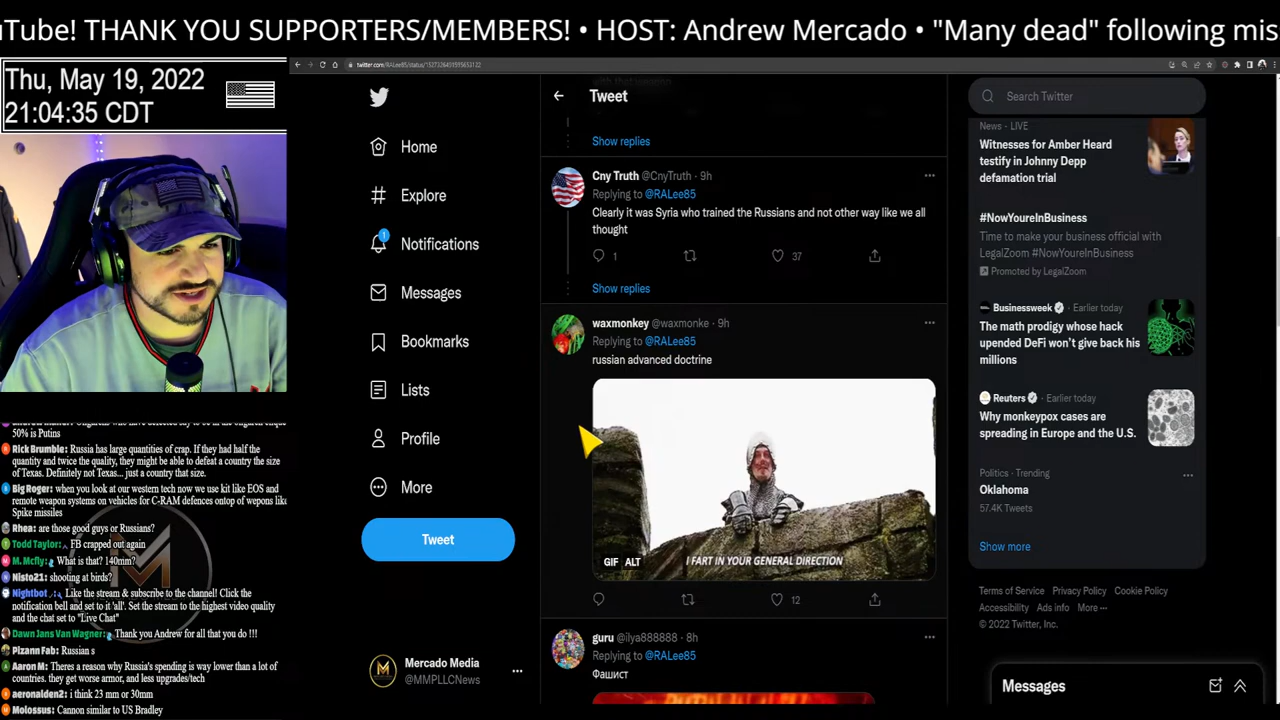 uTube! THANK YOU SUPPORTERS/MEMBERS! • HOST: Andrew Mercado • "Many dead" following mis
Thu, May 19, 2022
21:04:35 CDT
50% is Putins
Rick Brumble: Russia has large quantities of crap. If they had half the
quantity and twice the quality, they might be able to defeat a country the size
of Texas. Definitely not Texas... just a country that size.
Big Roger: when you look at our western tech now we use kit like EOS and
remote weapon systems on vehicles for C-RAM defences ontop of wepons like
Spike missiles
Rhea: are those good guys or Russians?
Todd Taylor: FB crapped out again
M. Mcfly: What is that? 140mm?
Nisto21: shooting at birds?
Nightbot: Like the stream & subscribe to the channel! Click the
notification bell and set to it 'all'. Set the stream to the highest video quality
and the chat set to "Live Chat"
Dawn Jans Van Wagner: Thank you Andrew for all that you do !!!
Pizann Fab: Russian s
Aaron M: Theres a reason why Russia's spending is way lower than a lot of
countries. they get worse armor, and less upgrades/tech
aeronalden2: i think 23 mm or 30mm
Molossus: Cannon similar to US Bradley
Home
Explore
1
Notifications
Messages
Bookmarks
Lists
Profile
More
Tweet
Mercado Media
@MMPLLCNews
Tweet
Show replies
Cny Truth @CnyTruth · 9h
Replying to @RALee85
Clearly it was Syria who trained the Russians and not other way like we all
thought
1 37
Show replies
waxmonkey @waxmonke · 9h
Replying to @RALee85
russian advanced doctrine
I FART IN YOUR GENERAL DIRECTION
GIF ALT
12
guru @ilya888888 · 8h
Replying to @RALee85
Фашист
Search Twitter
News · LIVE
Witnesses for Amber Heard
testify in Johnny Depp
defamation trial
#NowYoureInBusiness
Time to make your business official with
LegalZoom #NowYoureInBusiness
Promoted by LegalZoom
Businessweek · Earlier today
The math prodigy whose hack
upended DeFi won't give back his
millions
Reuters · Earlier today
Why monkeypox cases are
spreading in Europe and the U.S.
Politics · Trending
Oklahoma
57.4K Tweets
Show more
Terms of Service Privacy Policy Cookie Policy
Accessibility Ads info More ···
© 2022 Twitter, Inc.
Messages